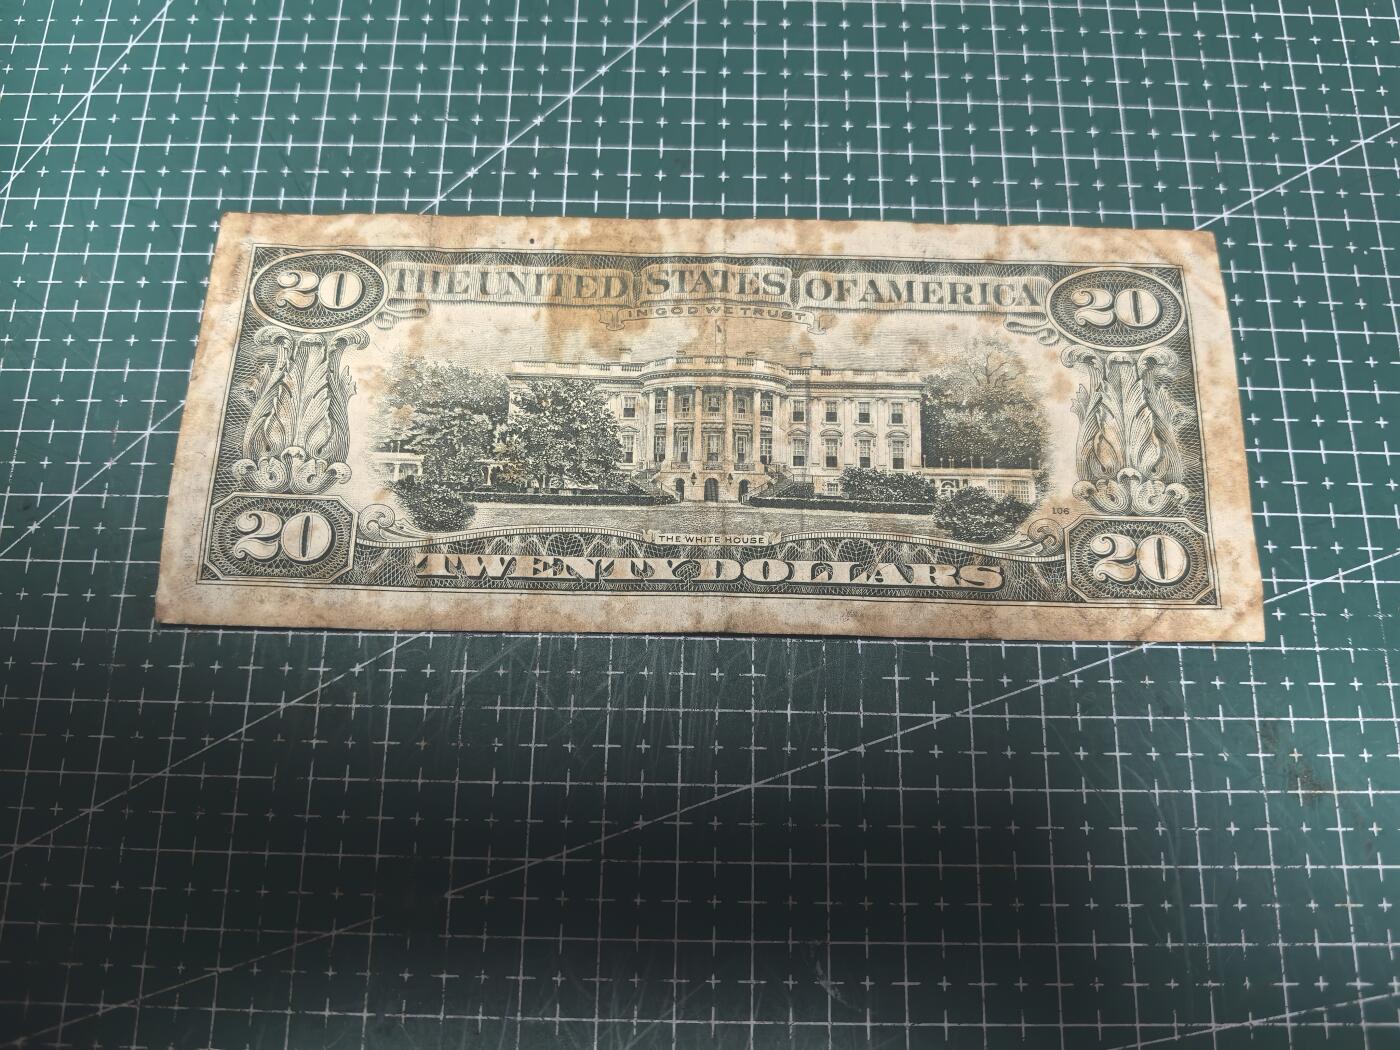 20 THE UNITED STATES OF AMERICA 20
IN GOD WE TRUST
106
THE WHITE HOUSE
20 TWENTY DOLLARS 20